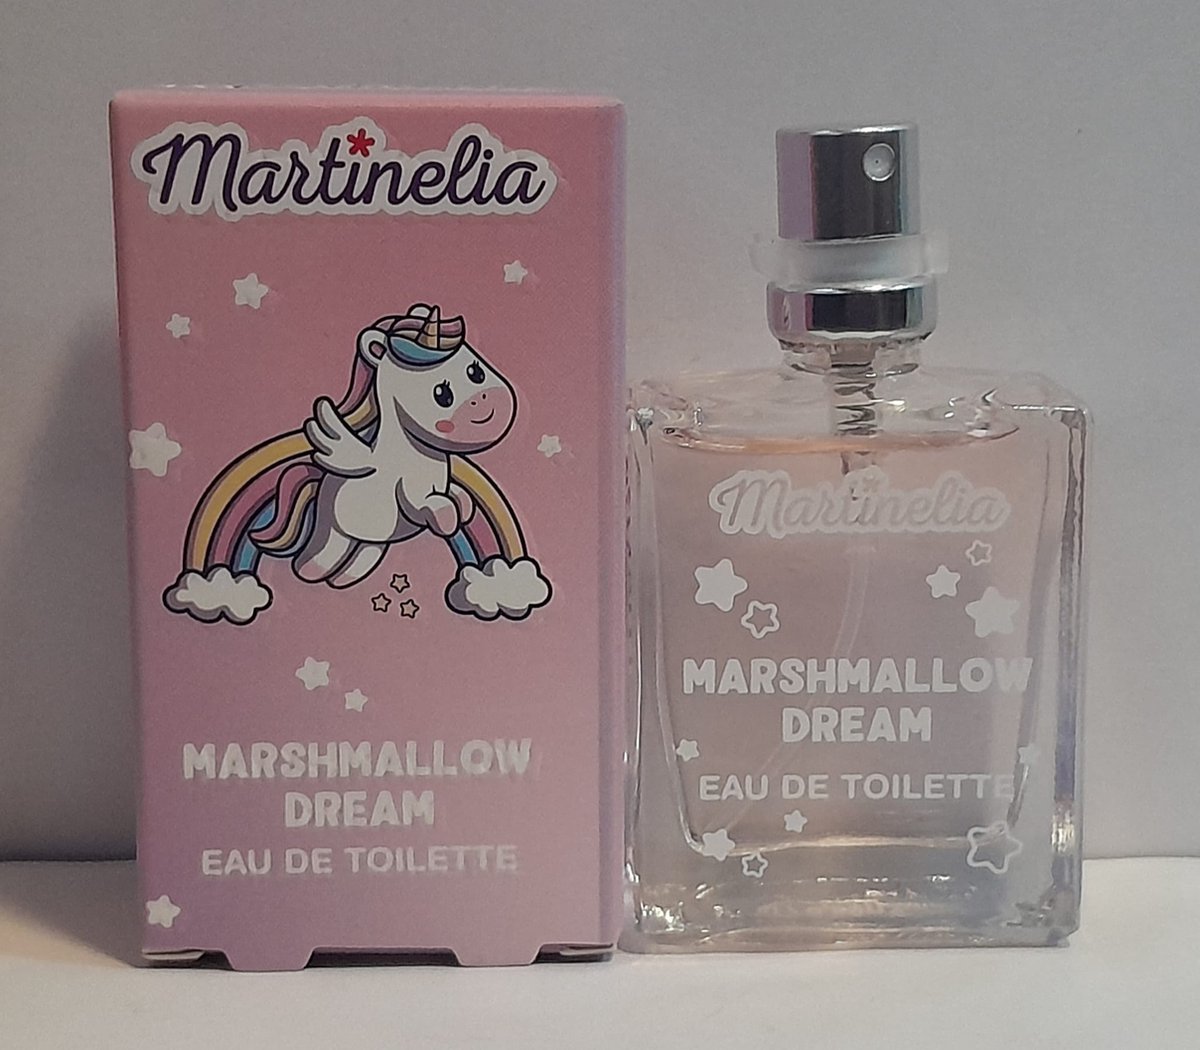 Martinelia
MARSHMALLOW
DREAM
EAU DE TOILETTE
Martinelia
MARSHMALLOW
DREAM
EAU DE TOILETTE